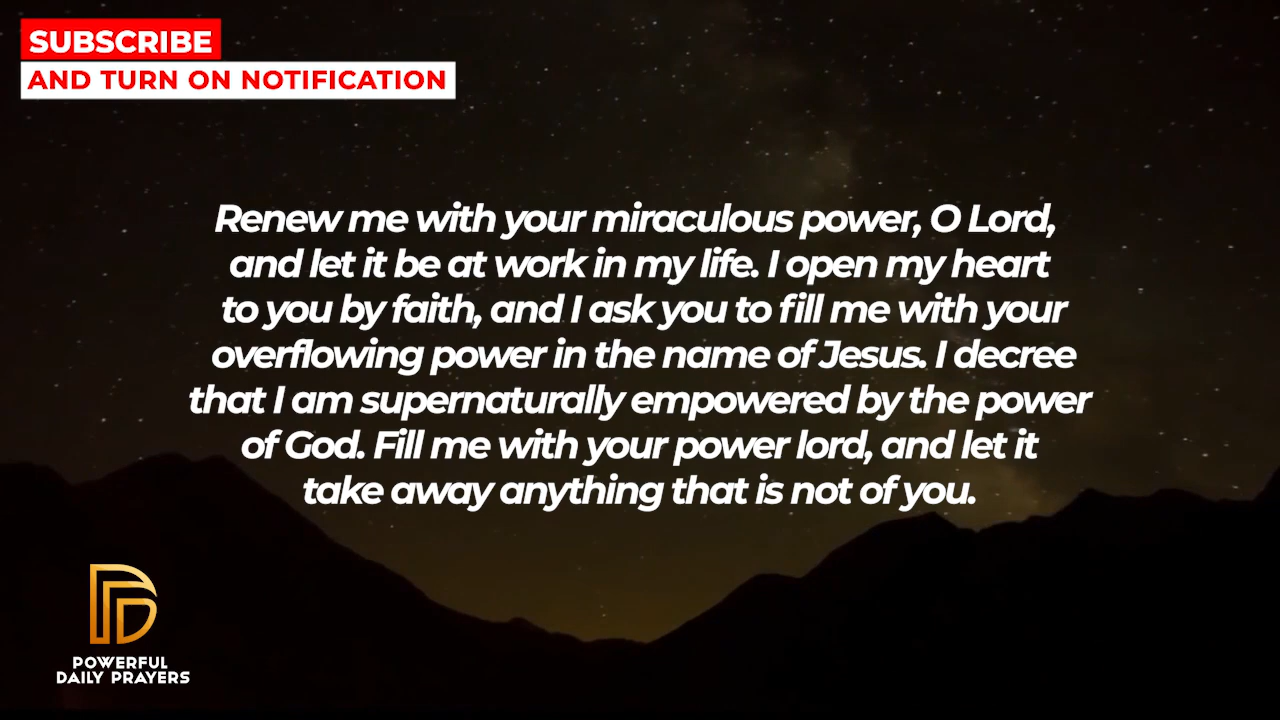 SUBSCRIBE
AND TURN ON NOTIFICATION
Renew me with your miraculous power, O Lord,
and let it be at work in my life. I open my heart
to you by faith, and I ask you to fill me with your
overflowing power in the name of Jesus. I decree
that I am supernaturally empowered by the power
of God. Fill me with your power lord, and let it
take away anything that is not of you.
POWERFUL
DAILY PRAYERS